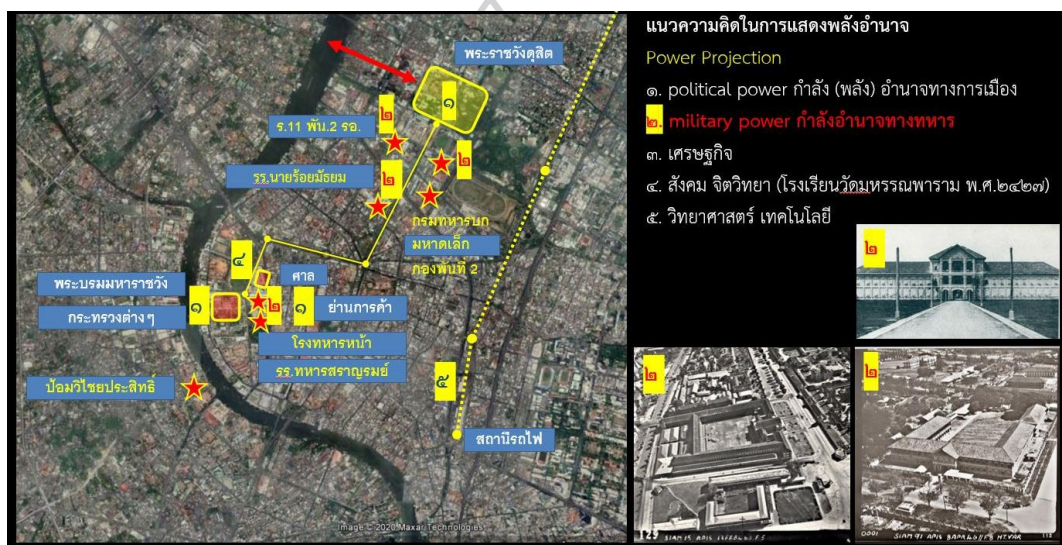 พระราชวังดุสิต
๑
๒
ร.11 พัน.2 รอ.
๒
รร.นายร้อยมัธยม
๒
กรมทหารบก
มหาดเล็ก
กองพันที่ 2
๔
ศาล
พระบรมมหาราชวัง
กระทรวงต่างๆ
๑
๒
๑
ย่านการค้า
โรงทหารหน้า
รร.ทหารสราญรมย์
ป้อมวิไชยประสิทธิ์
๕
สถานีรถไฟ
Image © 2020 Maxar Technologies
แนวความคิดในการแสดงพลังอำนาจ
Power Projection
๑. political power กำลัง (พลัง) อำนาจทางการเมือง
๒. military power กำลังอำนาจทางทหาร
๓. เศรษฐกิจ
๔. สังคม จิตวิทยา (โรงเรียนวัดมหรรณพาราม พ.ศ.๒๔๒๗)
๕. วิทยาศาสตร์ เทคโนโลยี
๒
๒
๒
123
0001